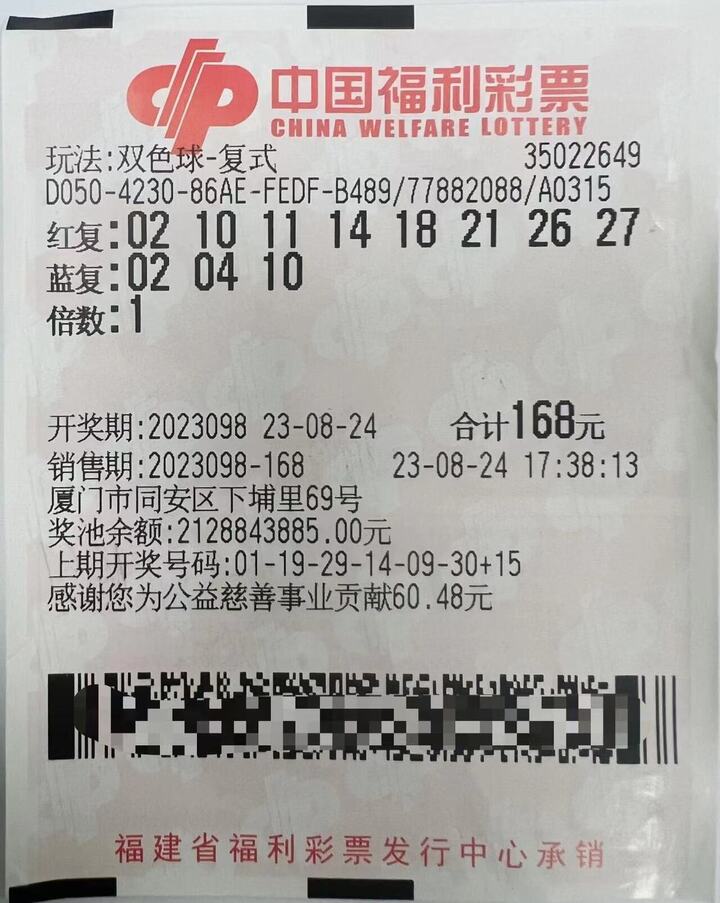 中国福利彩票
CHINA WELFARE LOTTERY
玩法:双色球-复式 35022649
D050-4230-86AE-FEDF-B489/77882088/A0315
红复:02 10 11 14 18 21 26 27
蓝复:02 04 10
倍数:1
开奖期:2023098 23-08-24 合计168元
销售期:2023098-168 23-08-24 17:38:13
厦门市同安区下埔里69号
奖池余额:2128843885.00元
上期开奖号码:01-19-29-14-09-30+15
感谢您为公益慈善事业贡献60.48元
福建省福利彩票发行中心承销